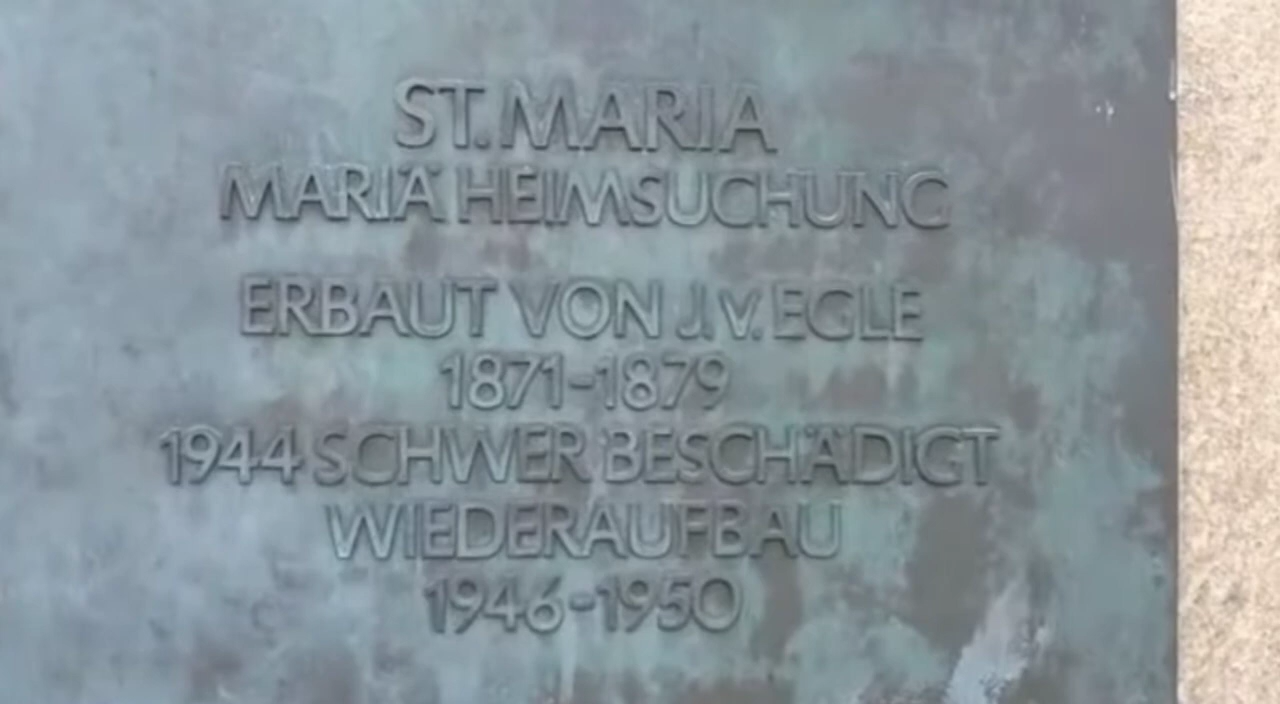 ST. MARIA
MARIÄ HEIMSUCHUNG
ERBAUT VON J. v. EGLE
1871-1879
1944 SCHWER BESCHÄDIGT
WIEDERAUFBAU
1946-1950